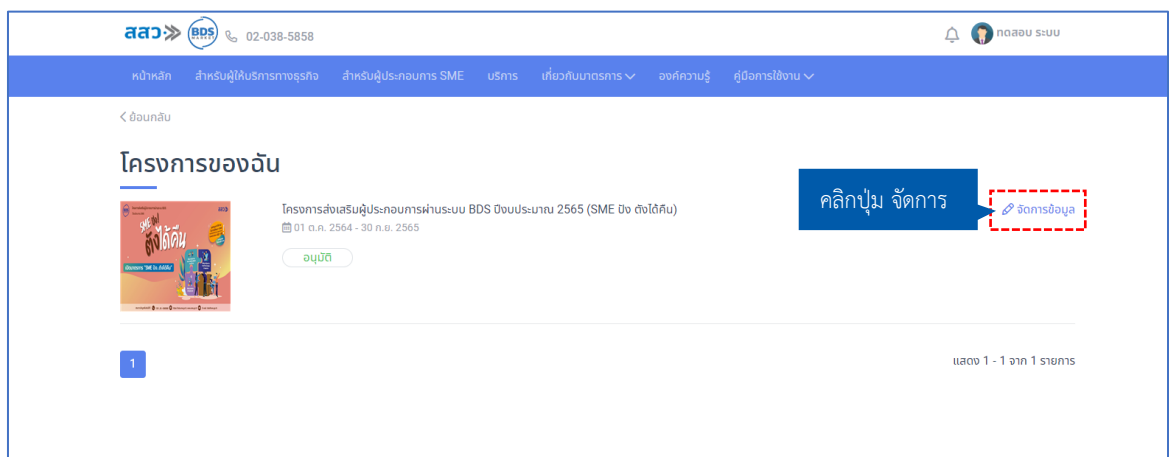 สสว BDS 02-038-5858 ทดสอบ ระบบ
หน้าหลัก สำหรับผู้ให้บริการทางธุรกิจ สำหรับผู้ประกอบการ SME บริการ เกี่ยวกับมาตรการ องค์ความรู้ คู่มือการใช้งาน
< ย้อนกลับ
โครงการของฉัน
SME ปัง ตังได้คืน
โครงการส่งเสริมผู้ประกอบการผ่านระบบ BDS ปีงบประมาณ 2565 (SME ปัง ตังได้คืน)
01 ต.ค. 2564 - 30 ก.ย. 2565
อนุมัติ
คลิกปุ่ม จัดการ
จัดการข้อมูล
1
แสดง 1 - 1 จาก 1 รายการ